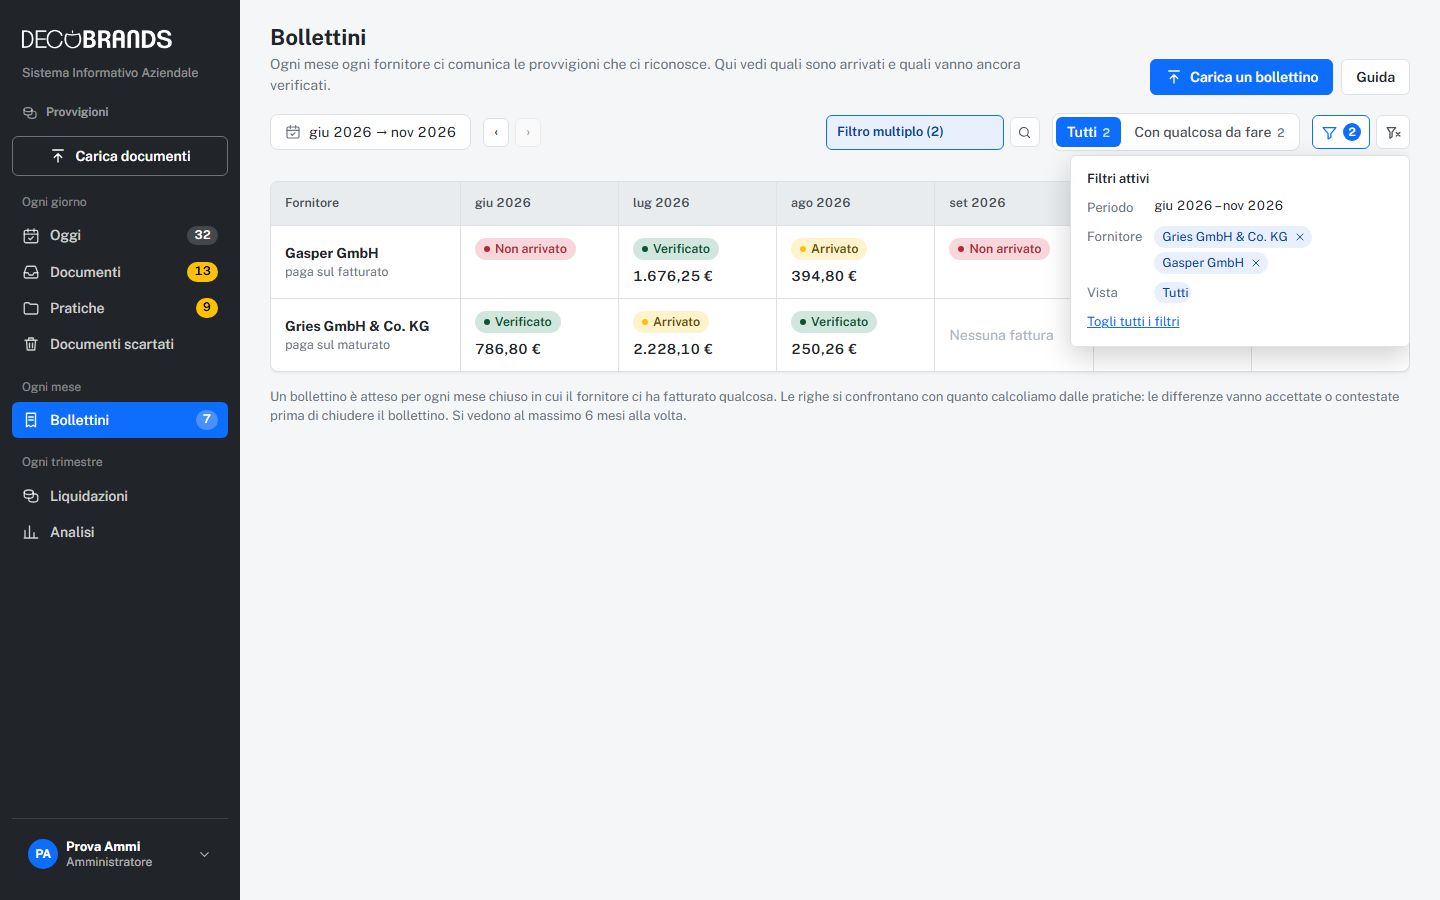 DECOBRANDS
Sistema Informativo Aziendale
Provvigioni
Carica documenti
Ogni giorno
Oggi 32
Documenti 13
Pratiche 9
Documenti scartati
Ogni mese
Bollettini 7
Ogni trimestre
Liquidazioni
Analisi
PA
Prova Ammi
Amministratore
Bollettini
Ogni mese ogni fornitore ci comunica le provvigioni che ci riconosce. Qui vedi quali sono arrivati e quali vanno ancora
verificati.
Carica un bollettino
Guida
giu 2026 → nov 2026
Filtro multiplo (2)
Tutti 2
Con qualcosa da fare 2
2
Filtri attivi
Periodo giu 2026 – nov 2026
Fornitore Gries GmbH & Co. KG ×
Gasper GmbH ×
Vista Tutti
Togli tutti i filtri
Fornitore giu 2026 lug 2026 ago 2026 set 2026
Gasper GmbH
paga sul fatturato
Non arrivato
Verificato
1.676,25 €
Arrivato
394,80 €
Non arrivato
Gries GmbH & Co. KG
paga sul maturato
Verificato
786,80 €
Arrivato
2.228,10 €
Verificato
250,26 €
Nessuna fattura
Un bollettino è atteso per ogni mese chiuso in cui il fornitore ci ha fatturato qualcosa. Le righe si confrontano con quanto calcoliamo dalle pratiche: le differenze vanno accettate o contestate
prima di chiudere il bollettino. Si vedono al massimo 6 mesi alla volta.